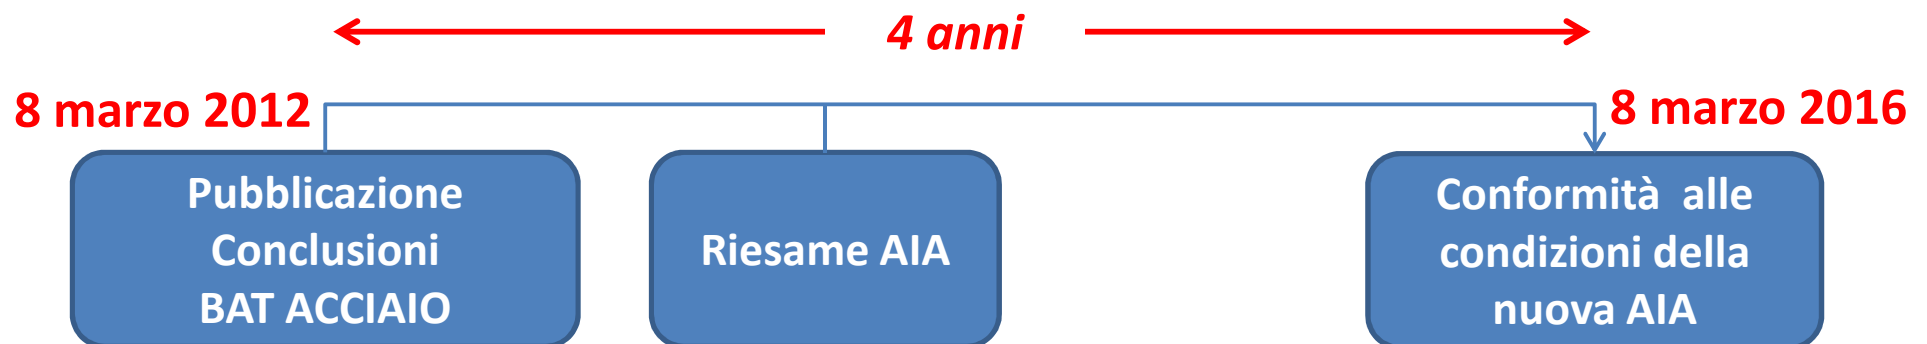 4 anni
8 marzo 2012
8 marzo 2016
Pubblicazione
Conclusioni
BAT ACCIAIO
Riesame AIA
Conformità alle
condizioni della
nuova AIA